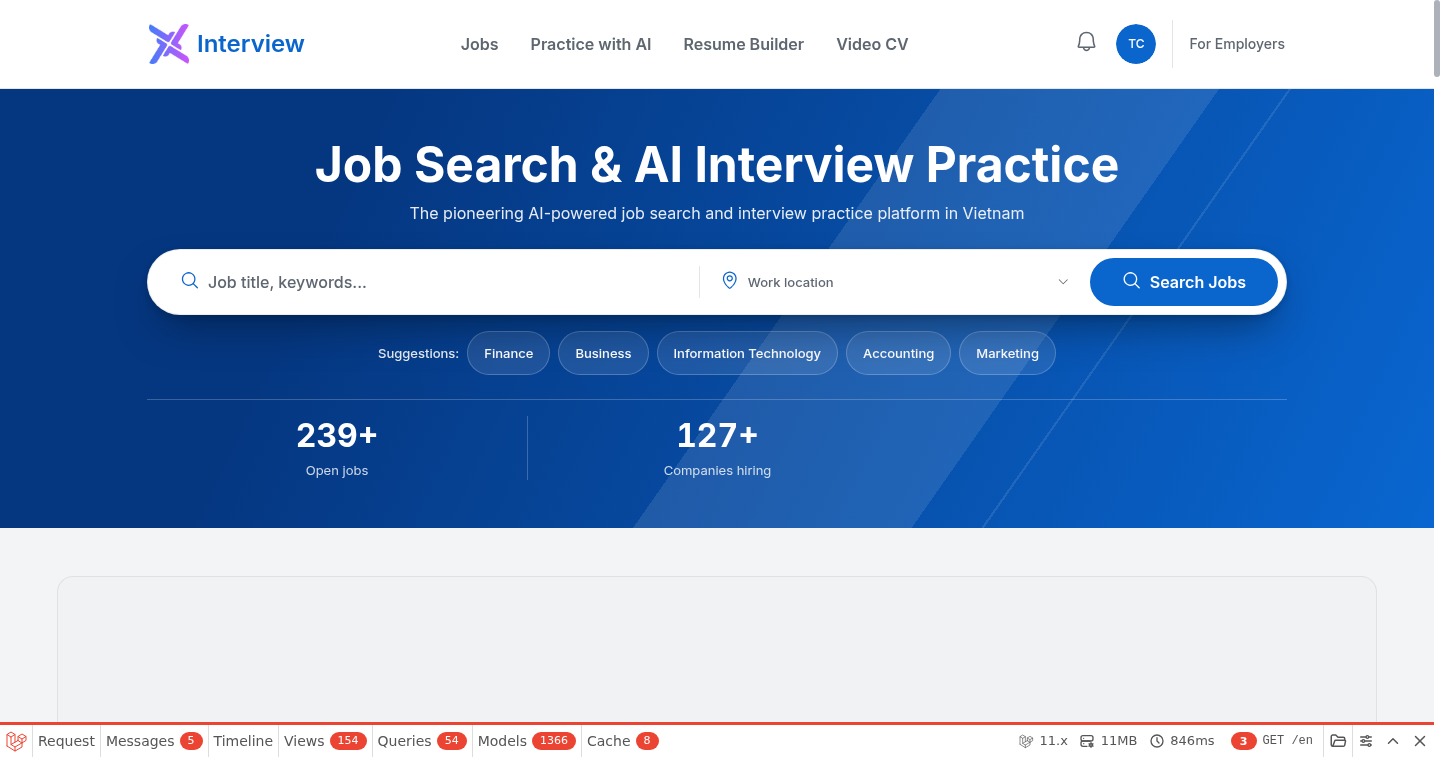 Interview
Jobs
Practice with AI
Resume Builder
Video CV
TC
For Employers
Job Search & AI Interview Practice
The pioneering AI-powered job search and interview practice platform in Vietnam
Job title, keywords...
Work location
Search Jobs
Suggestions:
Finance
Business
Information Technology
Accounting
Marketing
239+
127+
Open jobs
Companies hiring
Request
Messages 5
Timeline
Views 154
Queries 54
Models 1366
Cache 8
11.x
11MB
846ms
3 GET /en